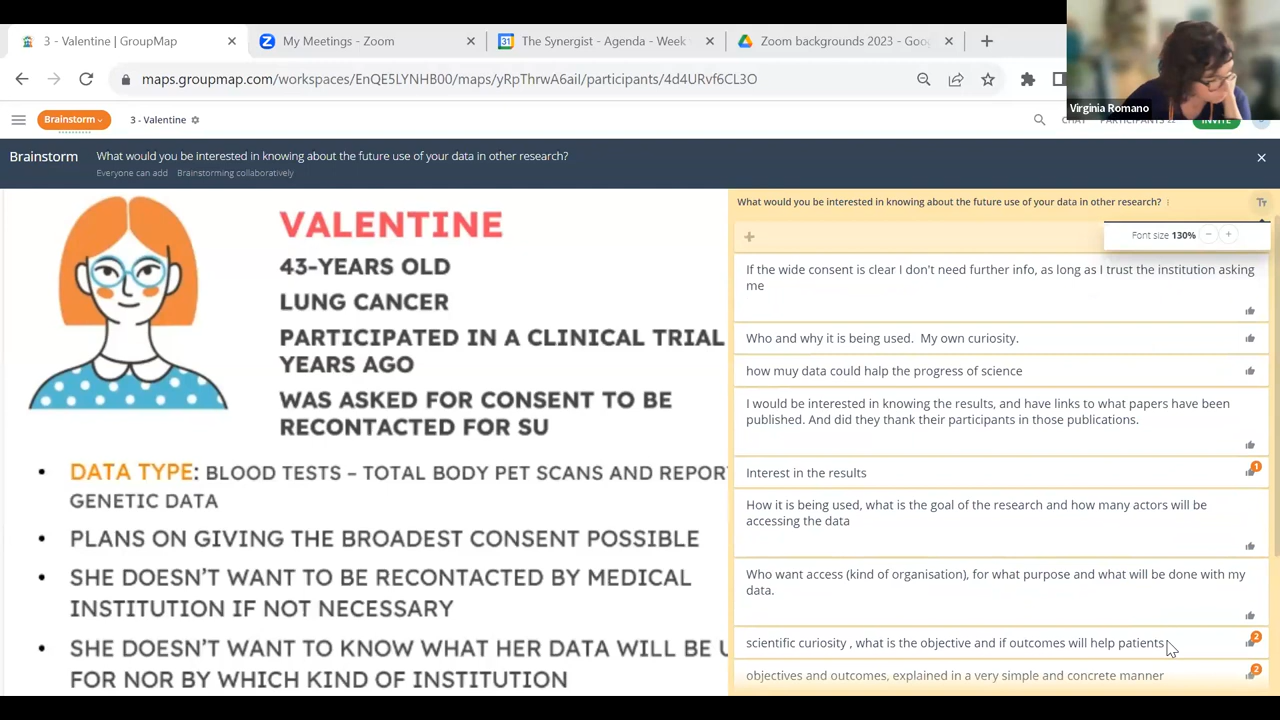 3 - Valentine | GroupMap
My Meetings - Zoom
The Synergist - Agenda - Week
Zoom backgrounds 2023 - Goo
maps.groupmap.com/workspaces/EnQE5LYNHB00/maps/yRpThrwA6ail/participants/4d4URvf6CL3O
Virginia Romano
Brainstorm
3 - Valentine
CHAT
PARTICIPANTS 22
INVITE
Brainstorm
What would you be interested in knowing about the future use of your data in other research?
Everyone can add Brainstorming collaboratively
VALENTINE
43-YEARS OLD
LUNG CANCER
PARTICIPATED IN A CLINICAL TRIAL
YEARS AGO
WAS ASKED FOR CONSENT TO BE
RECONTACTED FOR SU
• DATA TYPE: BLOOD TESTS – TOTAL BODY PET SCANS AND REPOR
GENETIC DATA
• PLANS ON GIVING THE BROADEST CONSENT POSSIBLE
• SHE DOESN'T WANT TO BE RECONTACTED BY MEDICAL
INSTITUTION IF NOT NECESSARY
• SHE DOESN'T WANT TO KNOW WHAT HER DATA WILL BE U
FOR NOR BY WHICH KIND OF INSTITUTION
What would you be interested in knowing about the future use of your data in other research?
Font size 130%
If the wide consent is clear I don't need further info, as long as I trust the institution asking
me
Who and why it is being used. My own curiosity.
how muy data could halp the progress of science
I would be interested in knowing the results, and have links to what papers have been
published. And did they thank their participants in those publications.
Interest in the results
1
How it is being used, what is the goal of the research and how many actors will be
accessing the data
Who want access (kind of organisation), for what purpose and what will be done with my
data.
scientific curiosity , what is the objective and if outcomes will help patients
2
objectives and outcomes, explained in a very simple and concrete manner
2